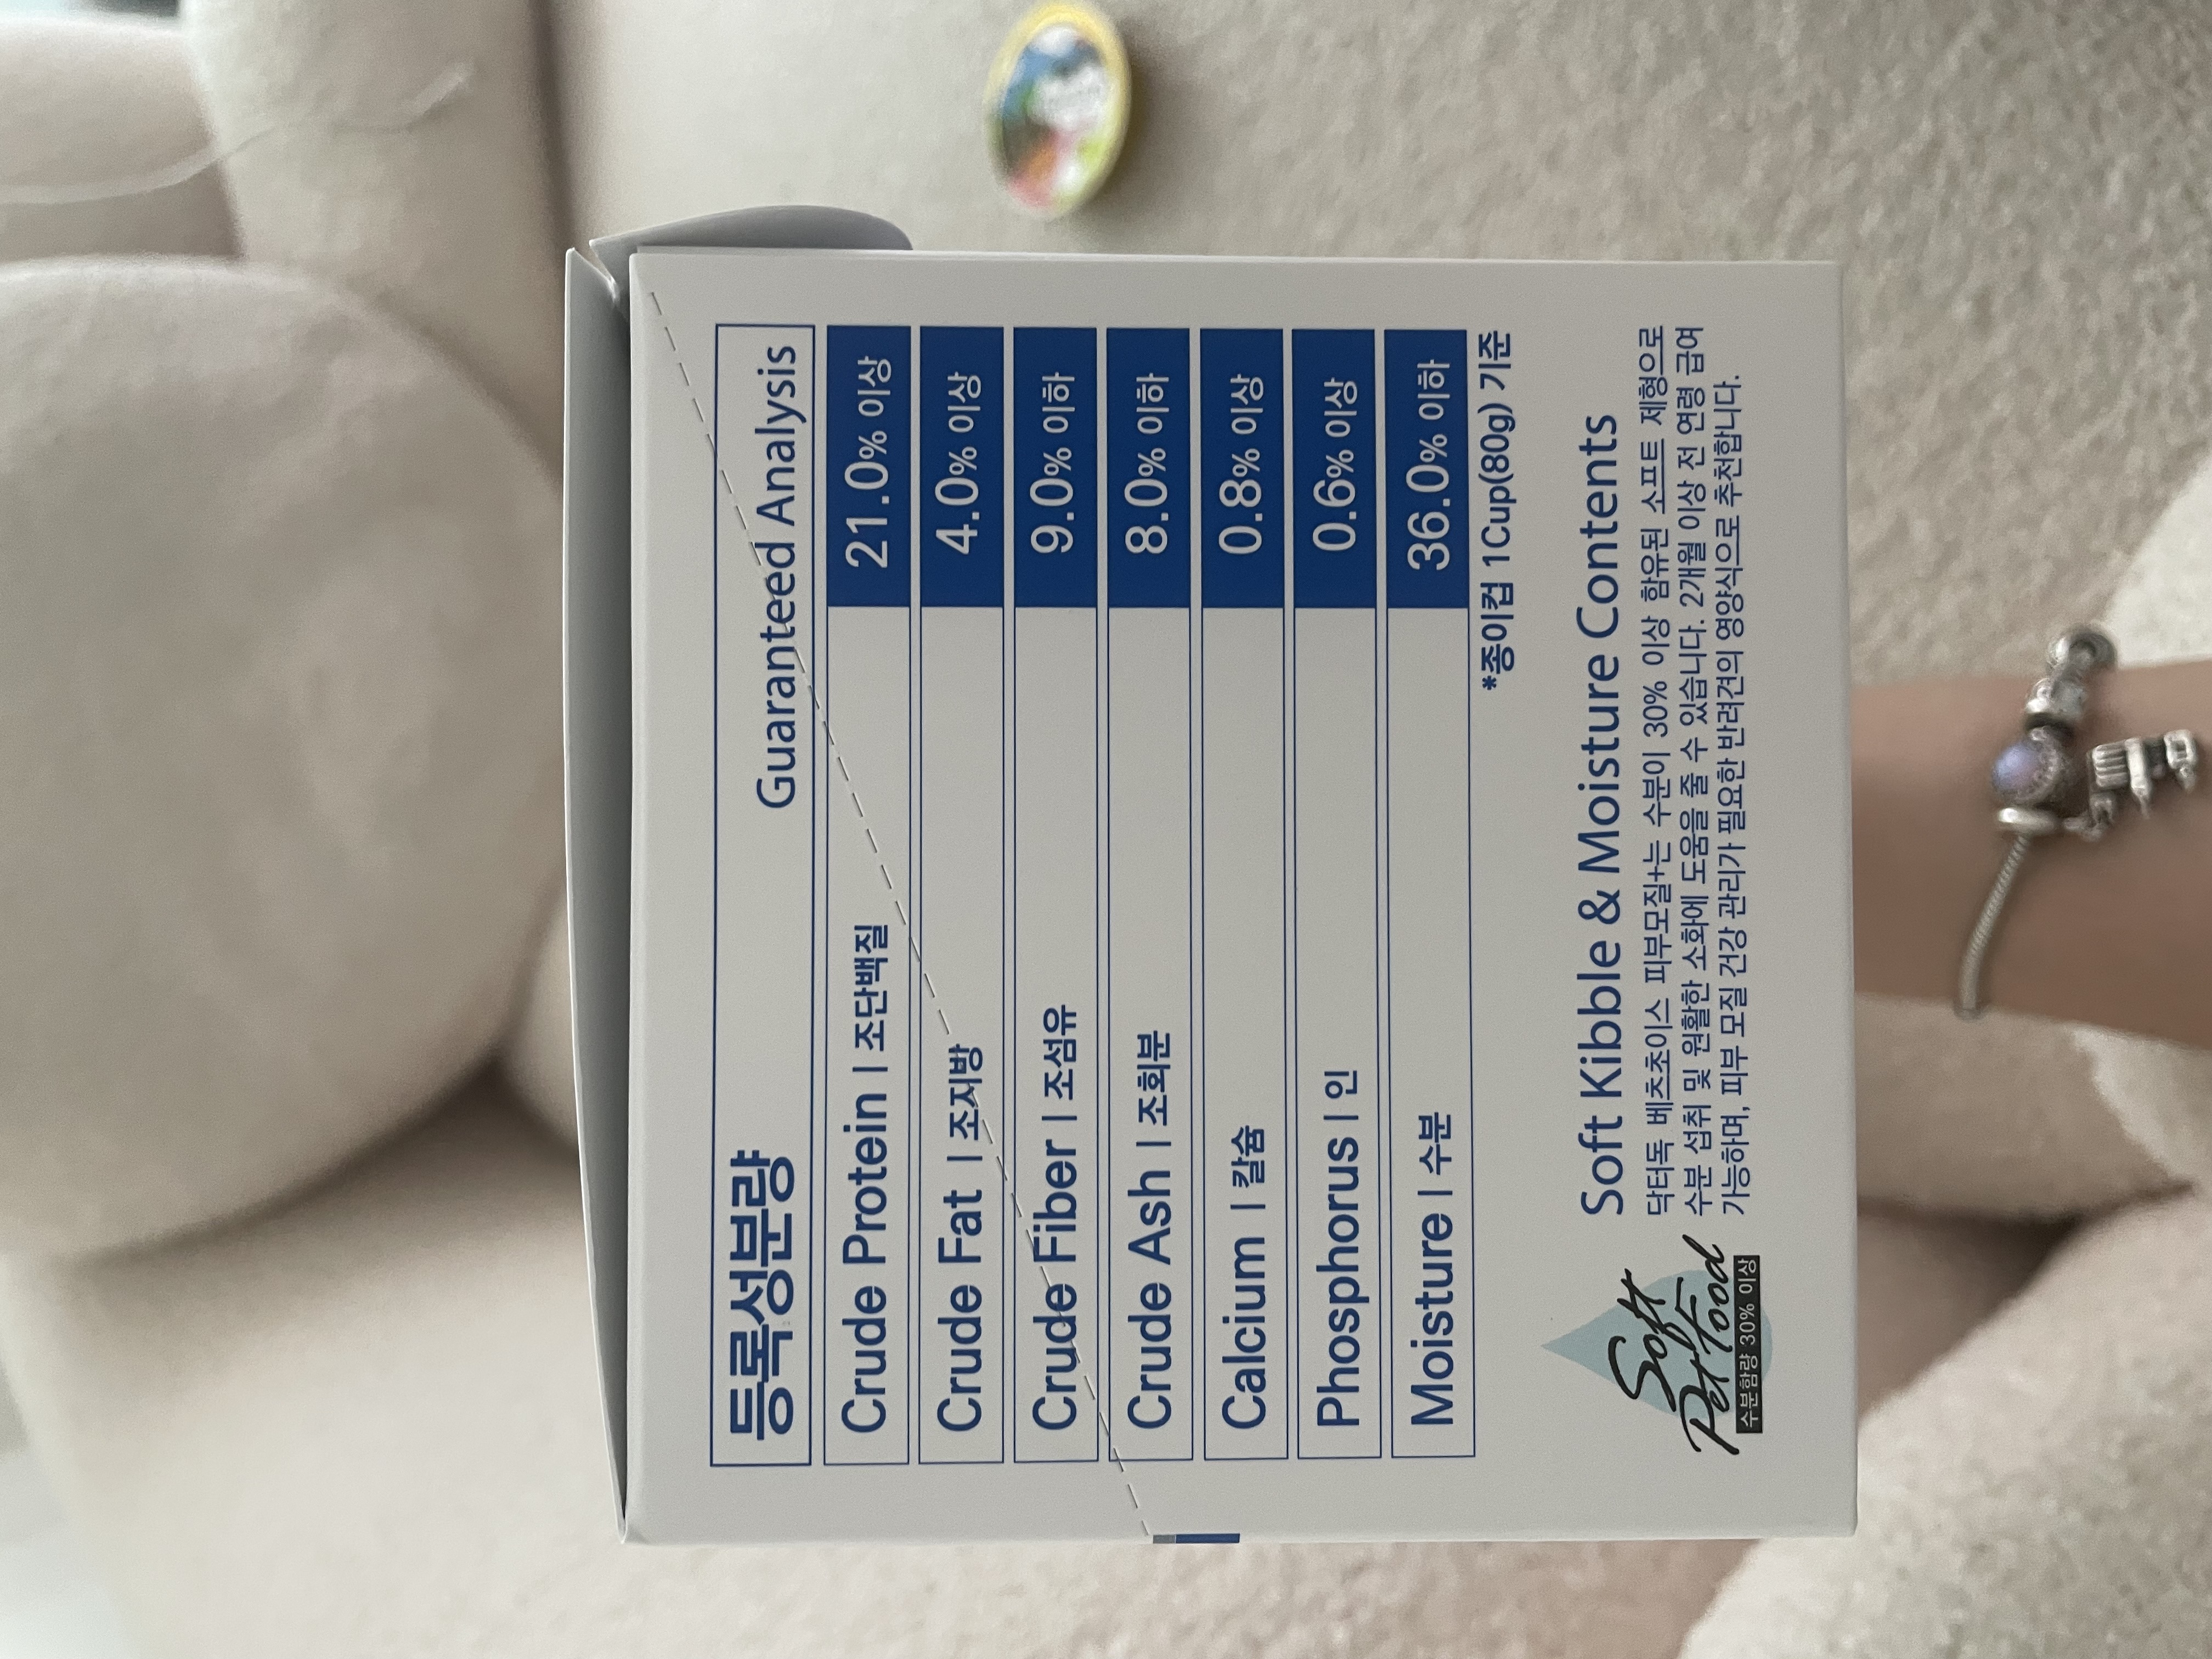 등록성분량 Guaranteed Analysis
Crude Protein | 조단백질 21.0% 이상
Crude Fat | 조지방 4.0% 이상
Crude Fiber | 조섬유 9.0% 이하
Crude Ash | 조회분 8.0% 이하
Calcium | 칼슘 0.8% 이상
Phosphorus | 인 0.6% 이상
Moisture | 수분 36.0% 이하
*종이컵 1Cup(80g) 기준
Soft
Pet Food
수분함량 30% 이상
Soft Kibble & Moisture Contents
닥터독 베츠초이스 피부모질+는 수분이 30% 이상 함유된 소프트 제형으로
수분 섭취 및 원활한 소화에 도움을 줄 수 있습니다. 2개월 이상 전 연령 급여
가능하며, 피부 모질 건강 관리가 필요한 반려견의 영양식으로 추천합니다.